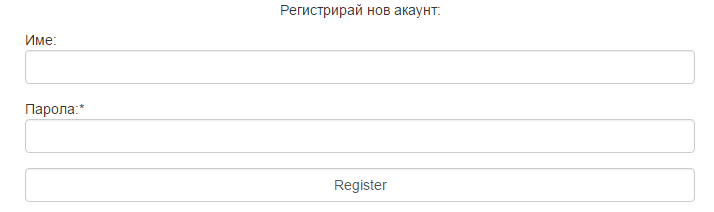 Регистрирай нов акаунт:
Име:
Парола:*
Register